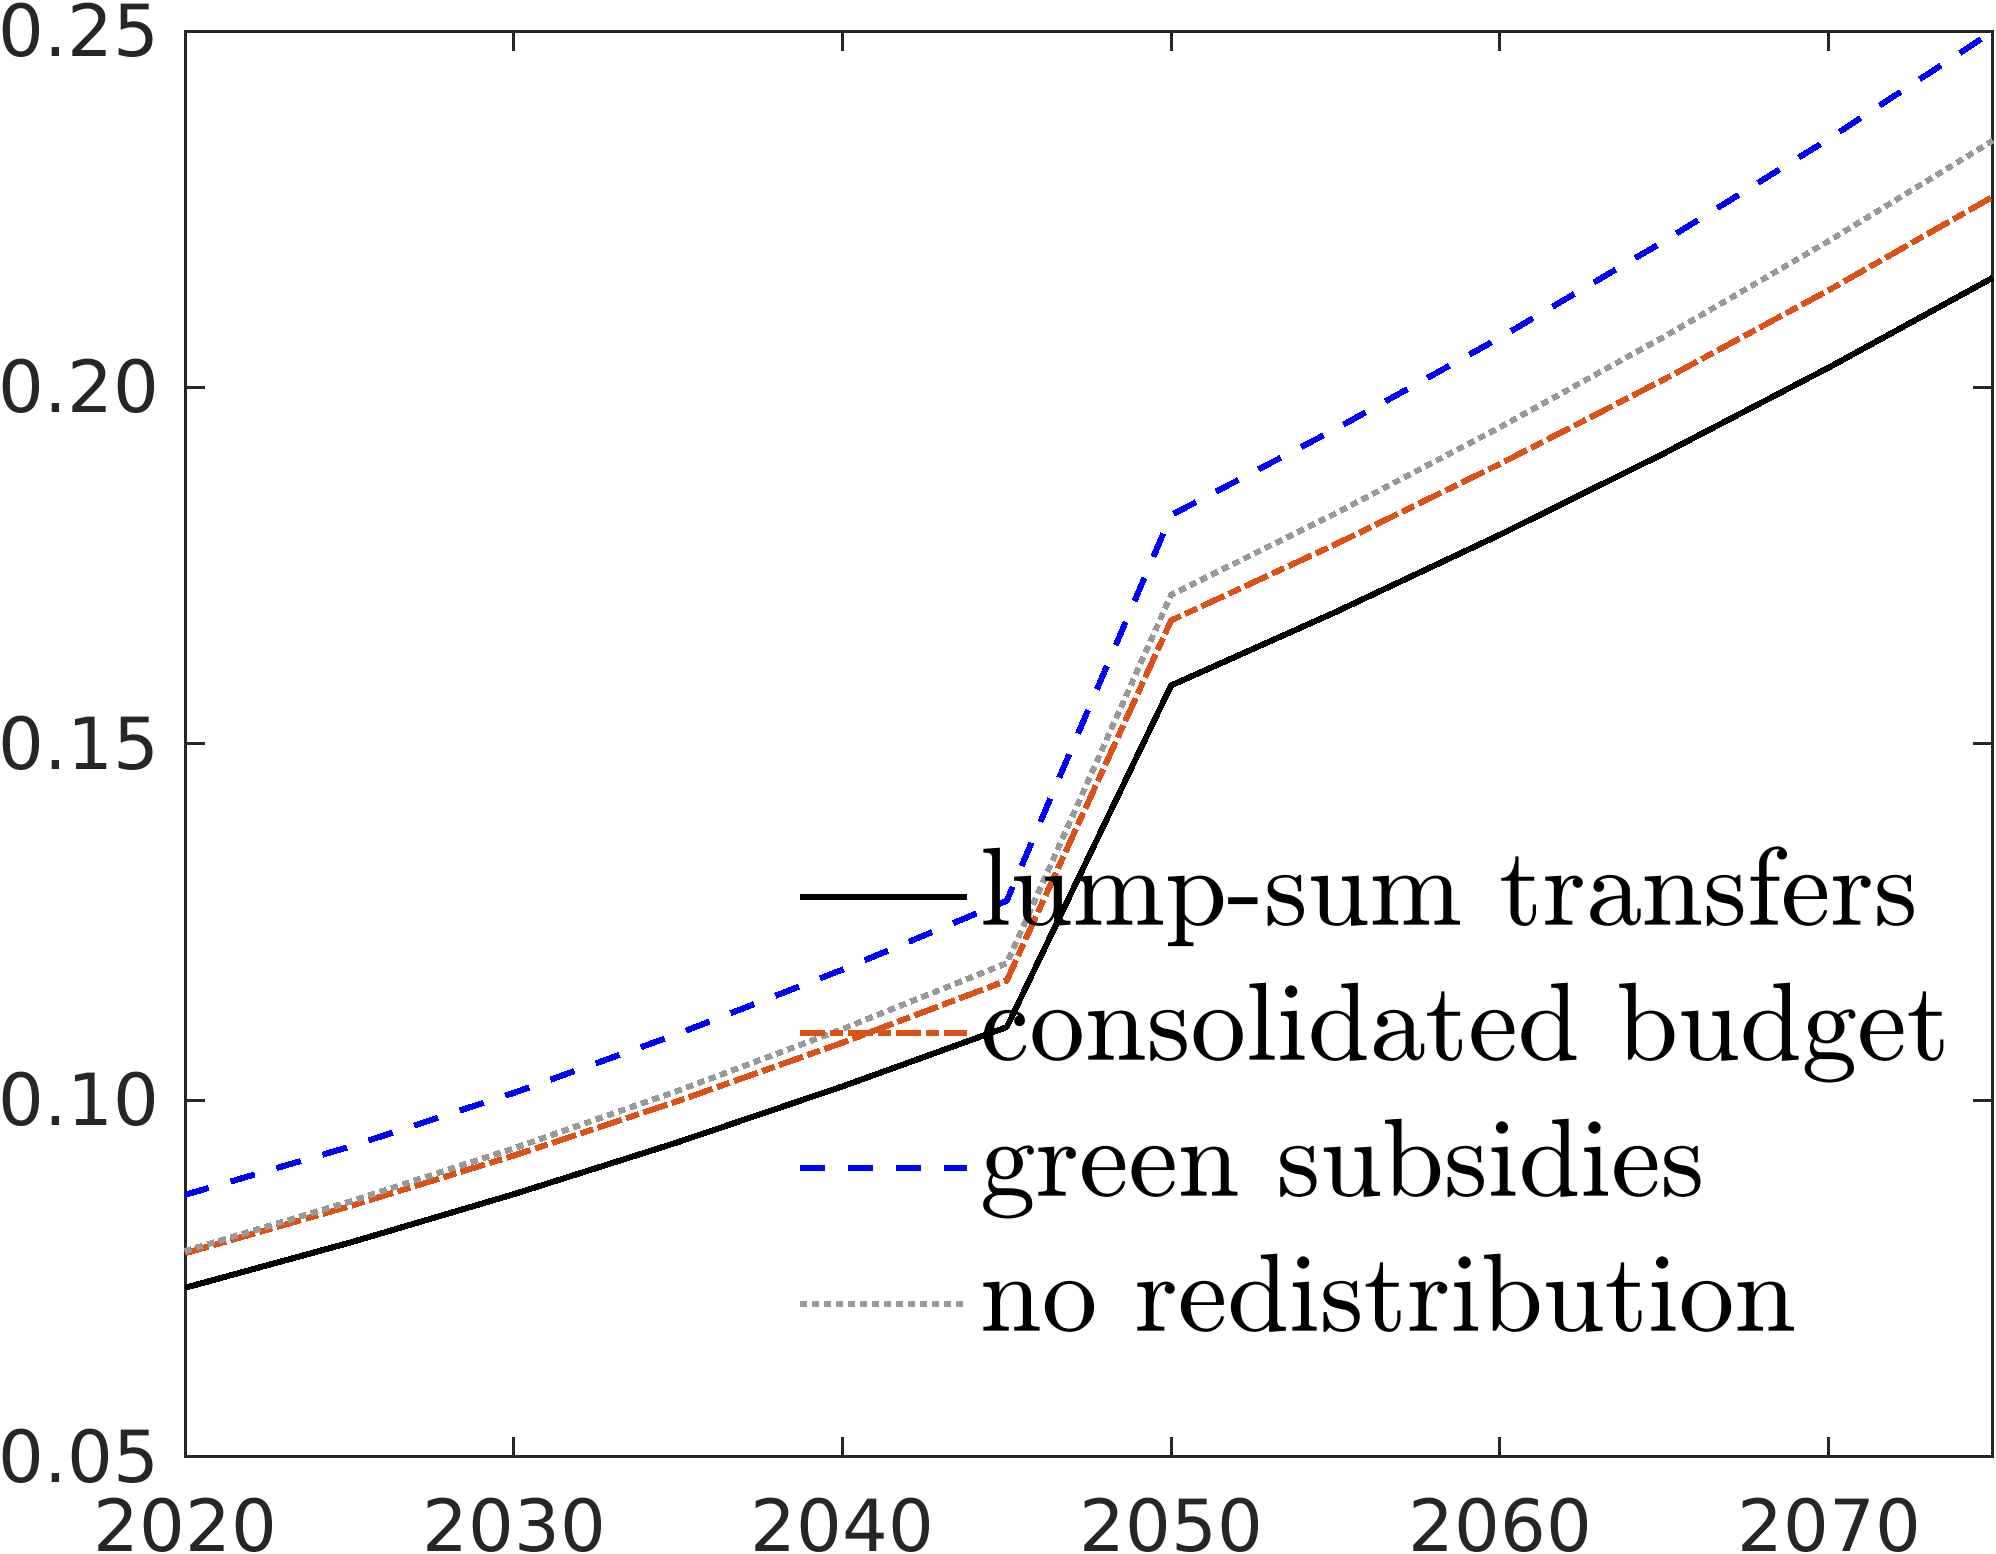 0.25
0.20
0.15
0.10
0.05
2020 2030 2040 2050 2060 2070
lump-sum transfers
consolidated budget
green subsidies
no redistribution